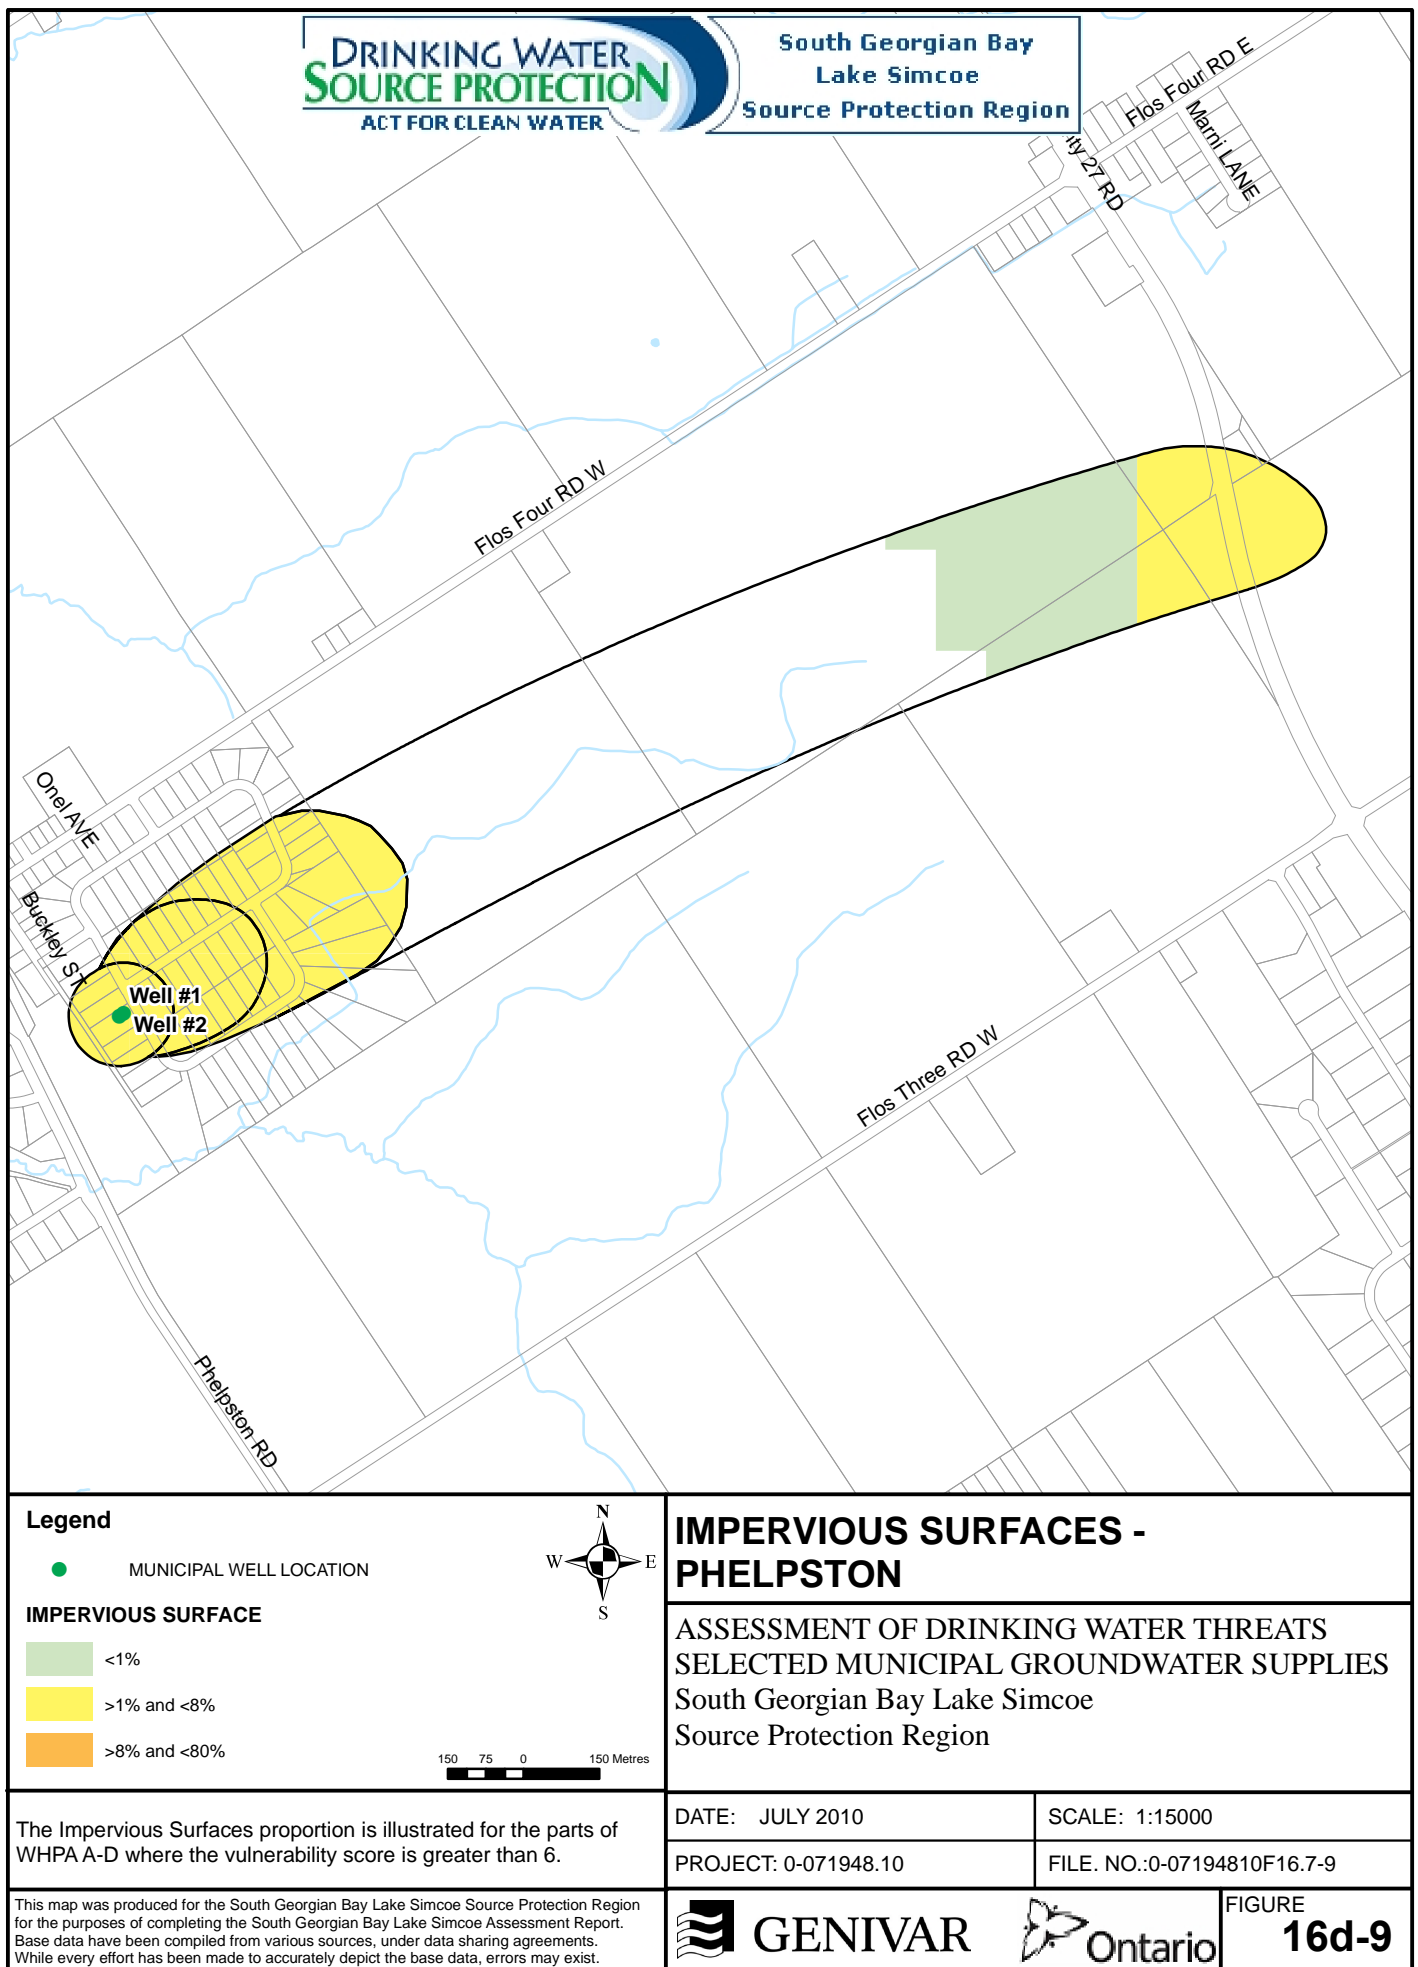 DRINKING WATER
SOURCE PROTECTION
ACT FOR CLEAN WATER
South Georgian Bay
Lake Simcoe
Source Protection Region
Flos Four RD E
Marni LANE
27 RD
Flos Four RD W
Onel AVE
Buckley ST
Well #1
Well #2
Flos Three RD W
Phelpston RD
Legend
MUNICIPAL WELL LOCATION
IMPERVIOUS SURFACE
<1%
>1% and <8%
>8% and <80%
N
W E
S
150 75 0 150 Metres
The Impervious Surfaces proportion is illustrated for the parts of
WHPA A-D where the vulnerability score is greater than 6.
This map was produced for the South Georgian Bay Lake Simcoe Source Protection Region
for the purposes of completing the South Georgian Bay Lake Simcoe Assessment Report.
Base data have been compiled from various sources, under data sharing agreements.
While every effort has been made to accurately depict the base data, errors may exist.
IMPERVIOUS SURFACES -
PHELPSTON
ASSESSMENT OF DRINKING WATER THREATS
SELECTED MUNICIPAL GROUNDWATER SUPPLIES
South Georgian Bay Lake Simcoe
Source Protection Region
DATE: JULY 2010
SCALE: 1:15000
PROJECT: 0-071948.10
FILE. NO.:0-07194810F16.7-9
GENIVAR
Ontario
FIGURE
16d-9